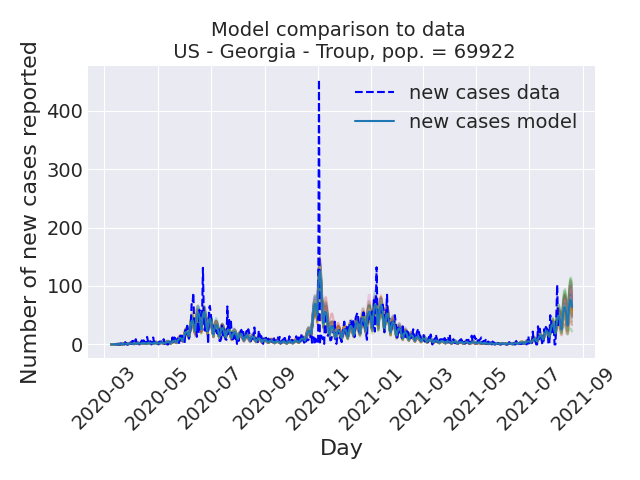 Model comparison to data
US - Georgia - Troup, pop. = 69922
Number of new cases reported
400
300
200
100
0
new cases data
new cases model
2020-03
2020-05
2020-07
2020-09
2020-11
2021-01
2021-03
2021-05
2021-07
2021-09
Day